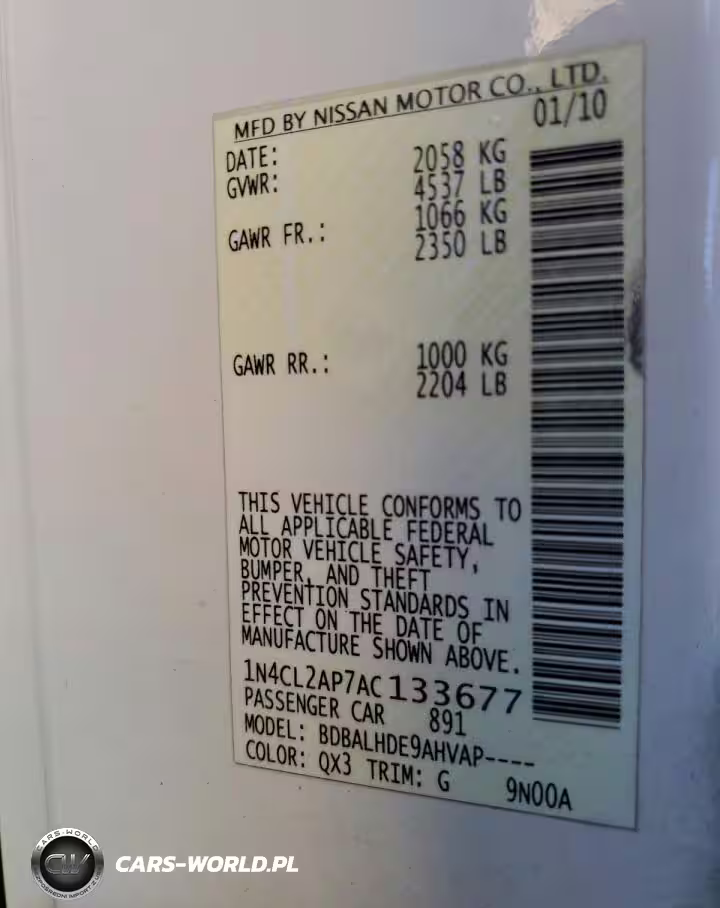 MFD BY NISSAN MOTOR CO., LTD.
DATE: 01/10
GVWR: 2058 KG
4537 LB
GAWR FR.: 1066 KG
2350 LB
GAWR RR.: 1000 KG
2204 LB
THIS VEHICLE CONFORMS TO
ALL APPLICABLE FEDERAL
MOTOR VEHICLE SAFETY,
BUMPER, AND THEFT
PREVENTION STANDARDS IN
EFFECT ON THE DATE OF
MANUFACTURE SHOWN ABOVE.
1N4CL2AP7AC133677
PASSENGER CAR 891
MODEL: BDBALHDE9AHVAP----
COLOR: QX3 TRIM: G 9N00A
CARS-WORLD
CW
CARS-WORLD.PL